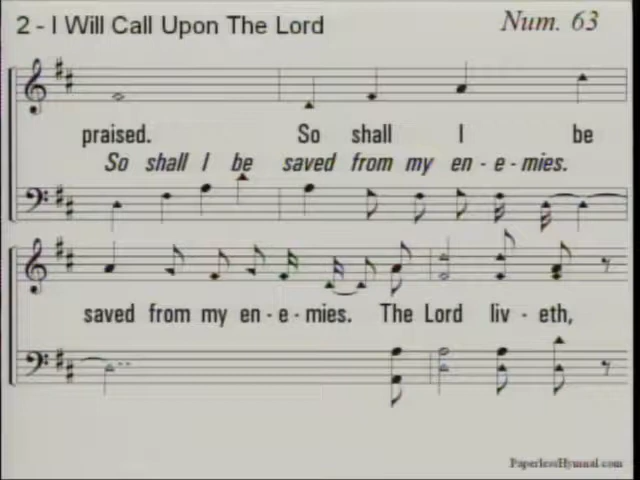 2 - I Will Call Upon The Lord
Num. 63
praised. So shall I be
So shall I be saved from my en - e - mies.
saved from my en - e - mies. The Lord liv - eth,
PaperlessHymnal.com